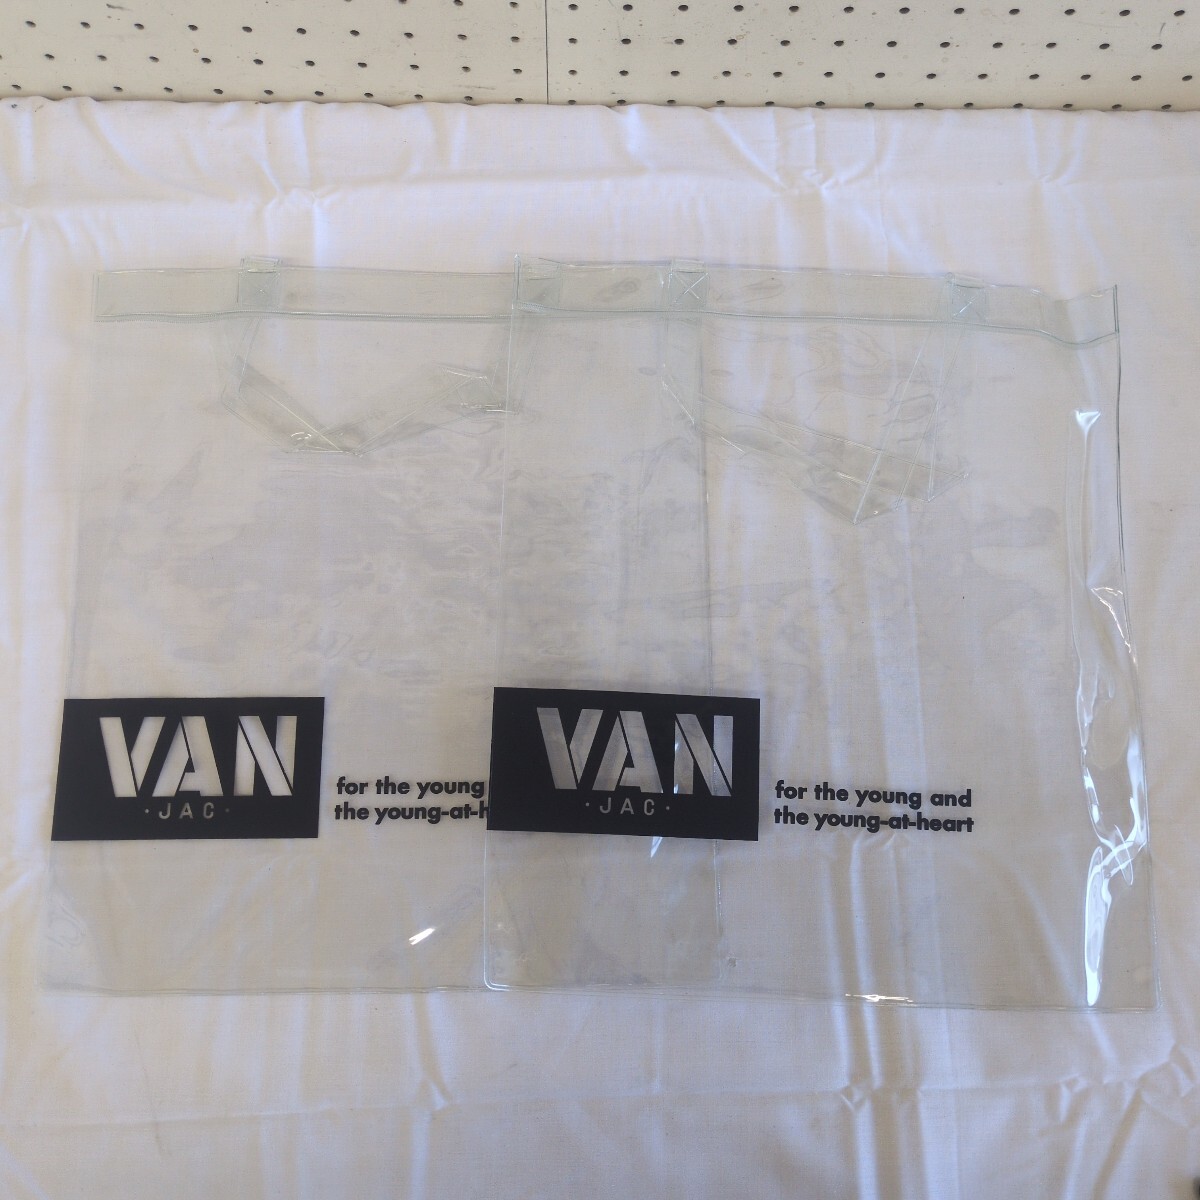 VAN
· JAC ·
for the young
the young-at-h
VAN
· JAC ·
for the young and
the young-at-heart